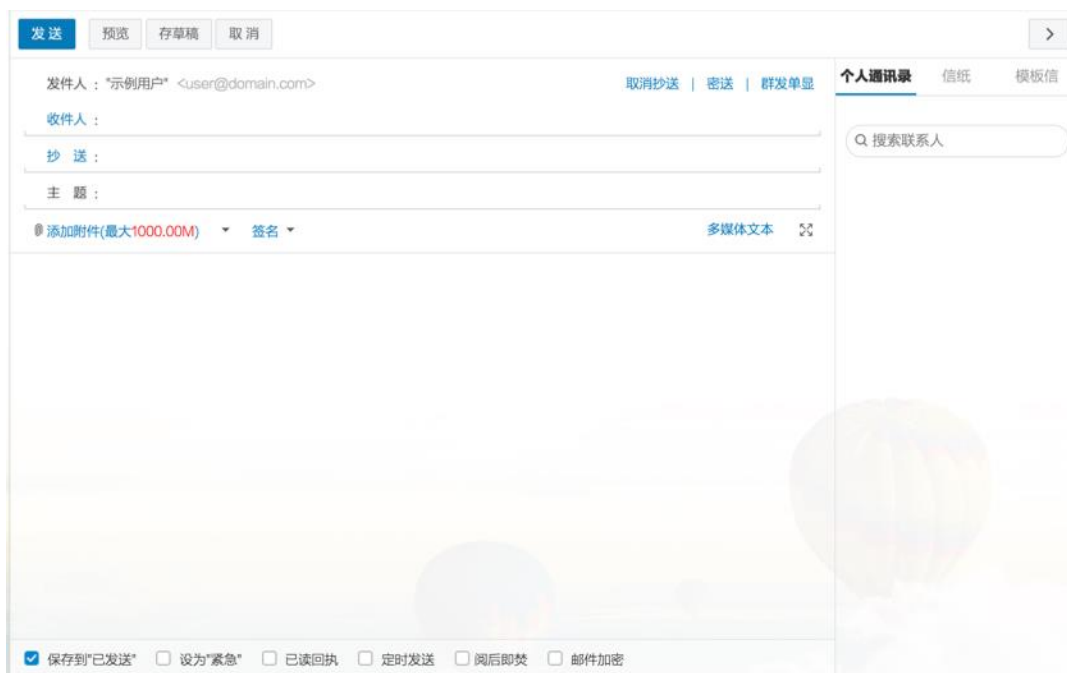 发送 预览 存草稿 取消
发件人："示例用户" <user@domain.com> 取消抄送 | 密送 | 群发单显
个人通讯录 信纸 模板信
收件人：
搜索联系人
抄 送：
主 题：
添加附件(最大1000.00M) 签名 多媒体文本
保存到"已发送" 设为"紧急" 已读回执 定时发送 阅后即焚 邮件加密